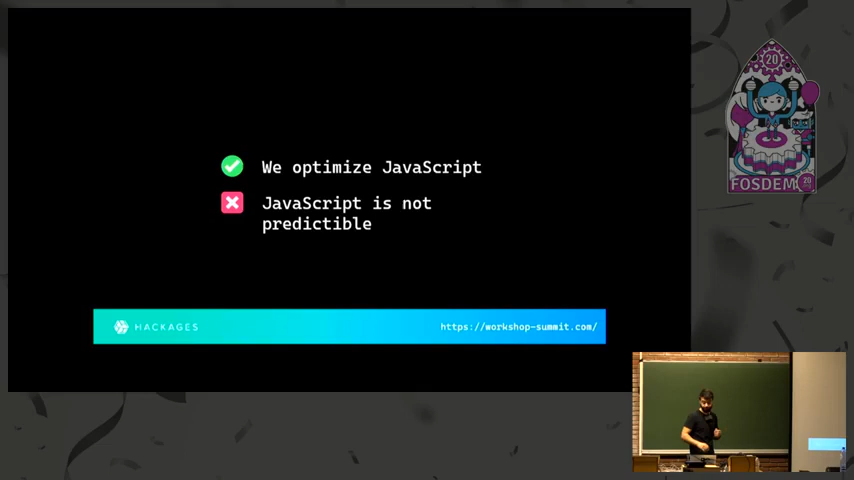 20
We optimize JavaScript
JavaScript is not
predictible
FOSDEM
20
HACKAGES
https://workshop-summit.com/